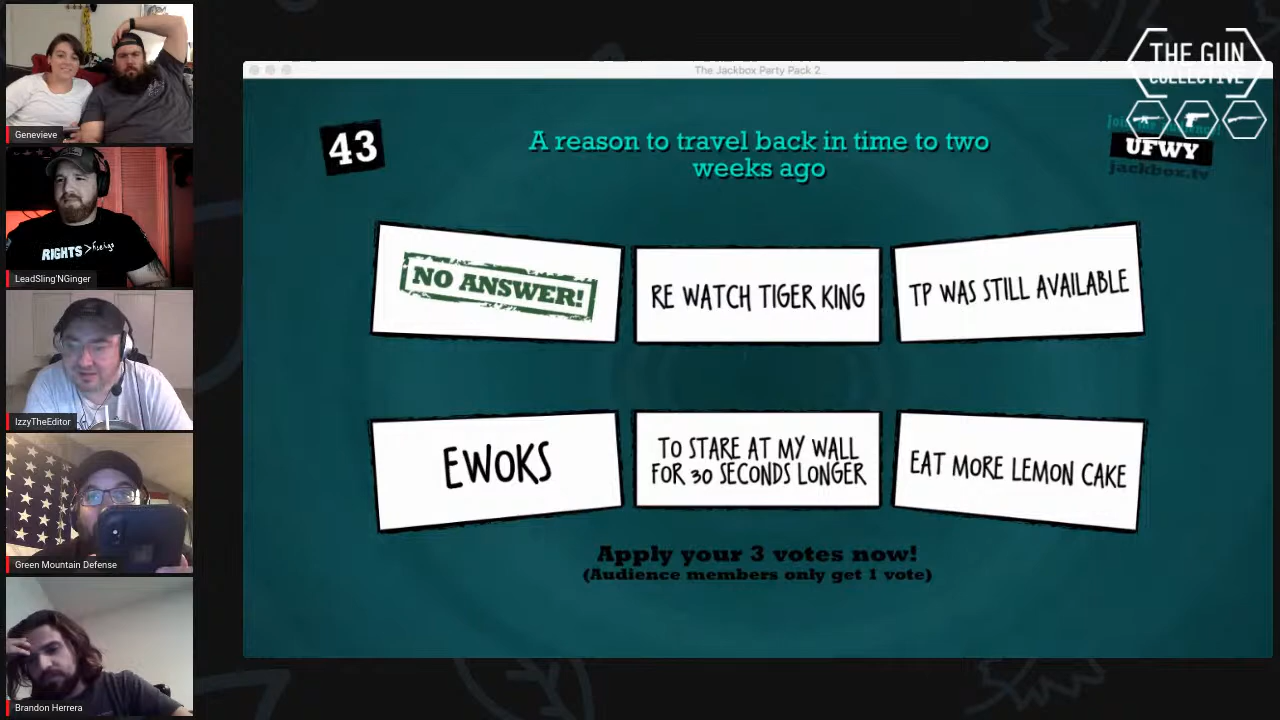 Genevieve
RIGHTS>
LeadSling'NGinger
IzzyTheEditor
Green Mountain Defense
Brandon Herrera
The Jackbox Party Pack 2
THE GUN
COLLECTIVE
43
A reason to travel back in time to two
weeks ago
UFWY
jackbox.tv
NO ANSWER!
RE WATCH TIGER KING
TP WAS STILL AVAILABLE
EWOKS
TO STARE AT MY WALL
FOR 30 SECONDS LONGER
EAT MORE LEMON CAKE
Apply your 3 votes now!
(Audience members only get 1 vote)